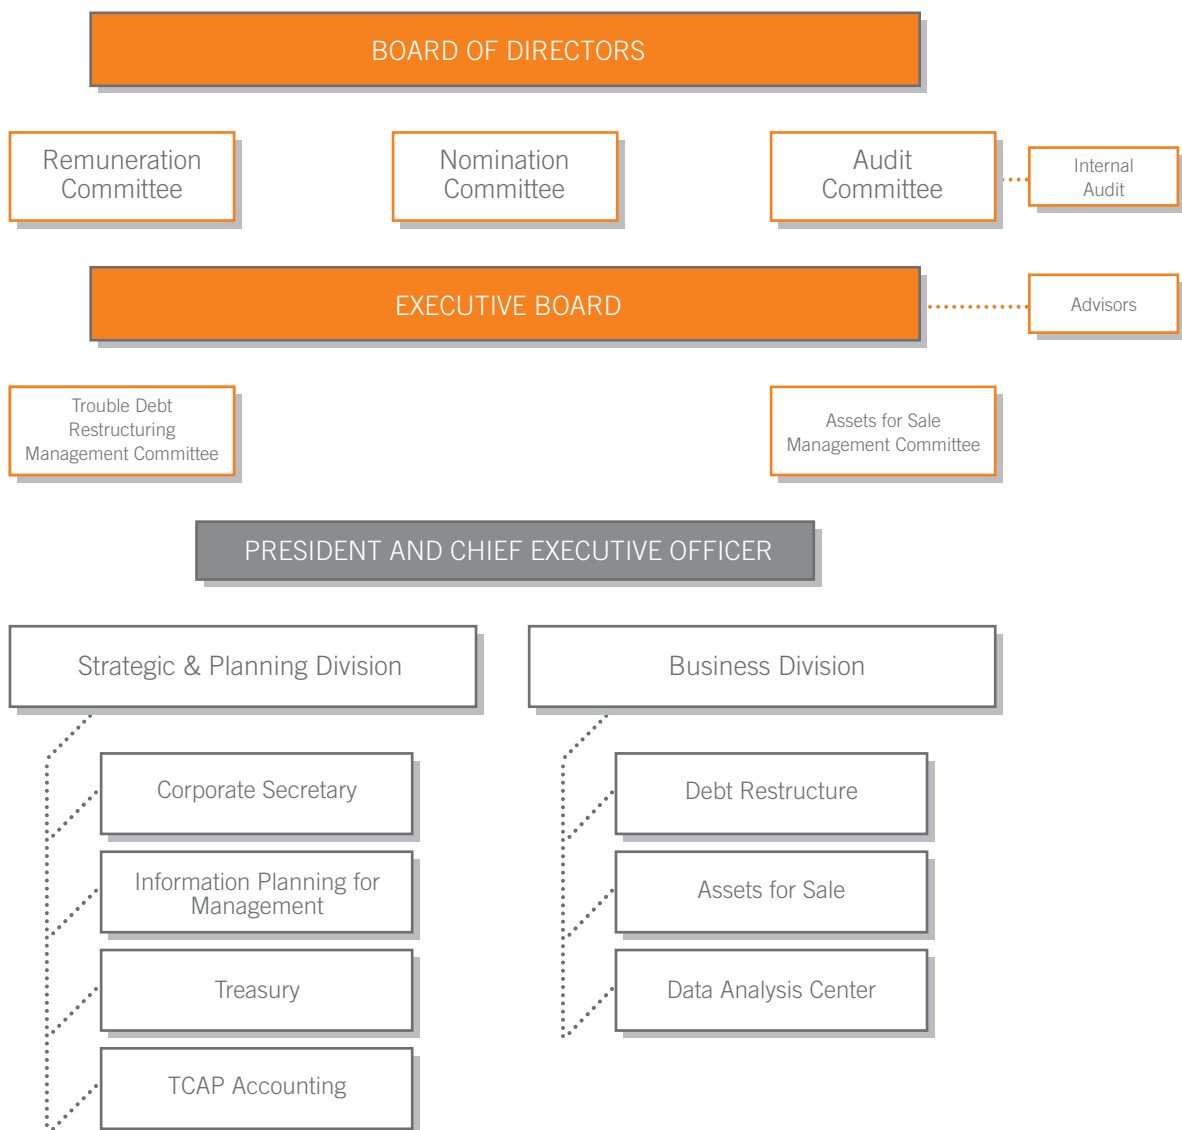 BOARD OF DIRECTORS
Remuneration
Committee
Nomination
Committee
Audit
Committee
Internal
Audit
EXECUTIVE BOARD
Advisors
Trouble Debt
Restructuring
Management Committee
Assets for Sale
Management Committee
PRESIDENT AND CHIEF EXECUTIVE OFFICER
Strategic & Planning Division
Business Division
Corporate Secretary
Debt Restructure
Information Planning for
Management
Assets for Sale
Treasury
Data Analysis Center
TCAP Accounting